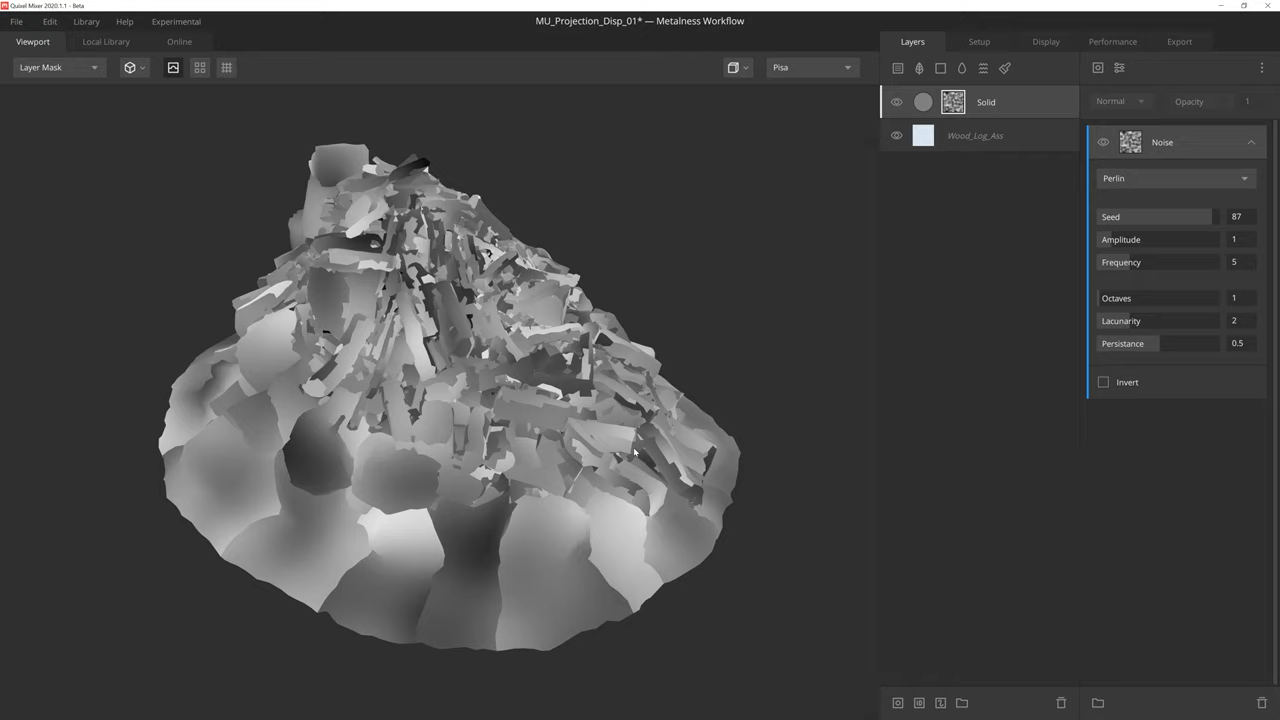 Quixel Mixer 2020.1.1 - Beta
File Edit Library Help Experimental
MU_Projection_Disp_01* — Metalness Workflow
Viewport Local Library Online
Layers Setup Display Performance Export
Layer Mask
Pisa
Solid
Wood_Log_Ass
Normal Opacity 1
Noise
Perlin
Seed 87
Amplitude 1
Frequency 5
Octaves 1
Lacunarity 2
Persistance 0.5
Invert